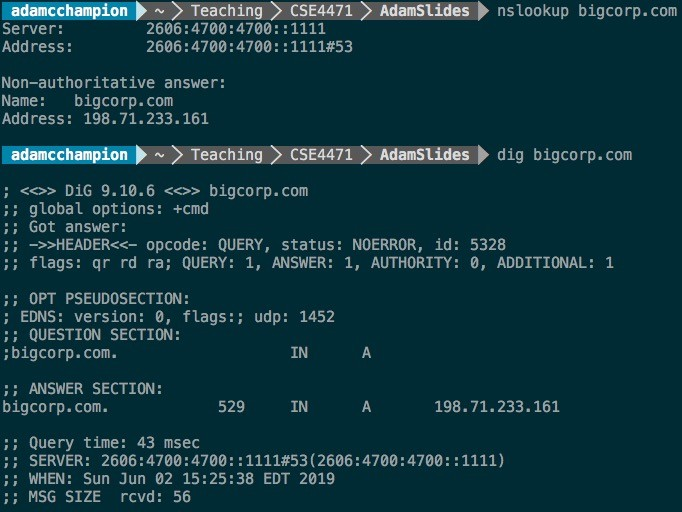 adamcchampion ~ Teaching CSE4471 AdamSlides nslookup bigcorp.com
Server: 2606:4700:4700::1111
Address: 2606:4700:4700::1111#53
Non-authoritative answer:
Name: bigcorp.com
Address: 198.71.233.161
adamcchampion ~ Teaching CSE4471 AdamSlides dig bigcorp.com
; <<>> DiG 9.10.6 <<>> bigcorp.com
;; global options: +cmd
;; Got answer:
;; ->>HEADER<<- opcode: QUERY, status: NOERROR, id: 5328
;; flags: qr rd ra; QUERY: 1, ANSWER: 1, AUTHORITY: 0, ADDITIONAL: 1
;; OPT PSEUDOSECTION:
; EDNS: version: 0, flags:; udp: 1452
;; QUESTION SECTION:
;bigcorp.com. IN A
;; ANSWER SECTION:
bigcorp.com. 529 IN A 198.71.233.161
;; Query time: 43 msec
;; SERVER: 2606:4700:4700::1111#53(2606:4700:4700::1111)
;; WHEN: Sun Jun 02 15:25:38 EDT 2019
;; MSG SIZE rcvd: 56